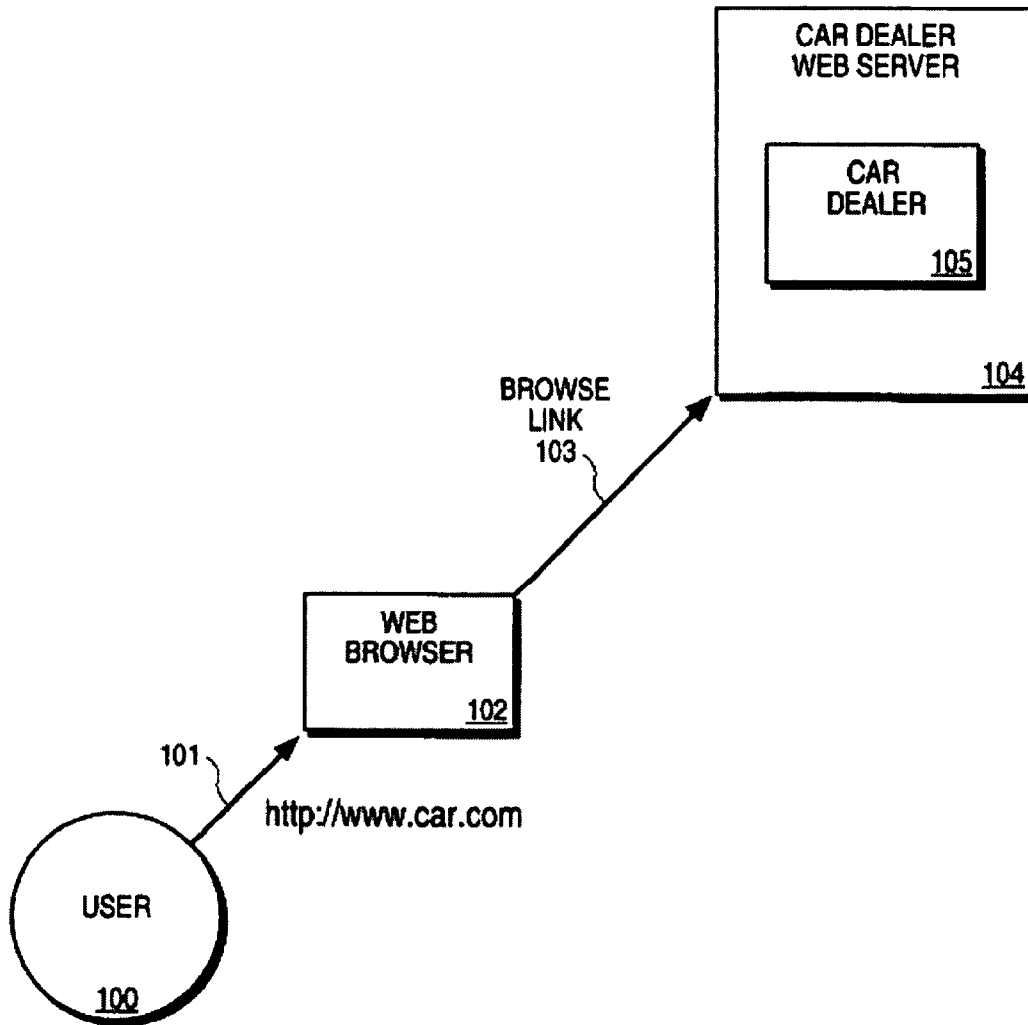 CAR DEALER
WEB SERVER
CAR
DEALER
105
104
BROWSE
LINK
103
WEB
BROWSER
102
101
http://www.car.com
USER
100